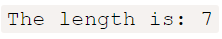 The length is: 7